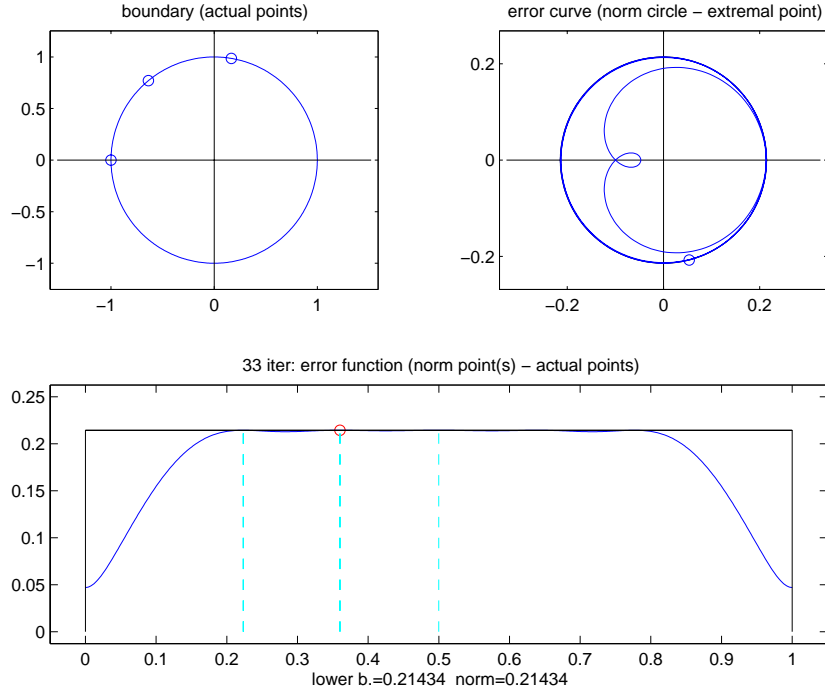 boundary (actual points)
1
0.5
0
−0.5
−1
−1 0 1
error curve (norm circle − extremal point)
0.2
0
−0.2
−0.2 0 0.2
33 iter: error function (norm point(s) − actual points)
0.25
0.2
0.15
0.1
0.05
0
0 0.1 0.2 0.3 0.4 0.5 0.6 0.7 0.8 0.9 1
lower b.=0.21434 norm=0.21434